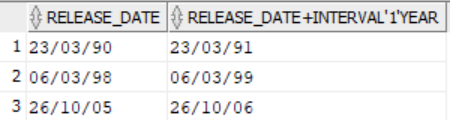 RELEASE_DATE RELEASE_DATE+INTERVAL'1'YEAR
1 23/03/90 23/03/91
2 06/03/98 06/03/99
3 26/10/05 26/10/06